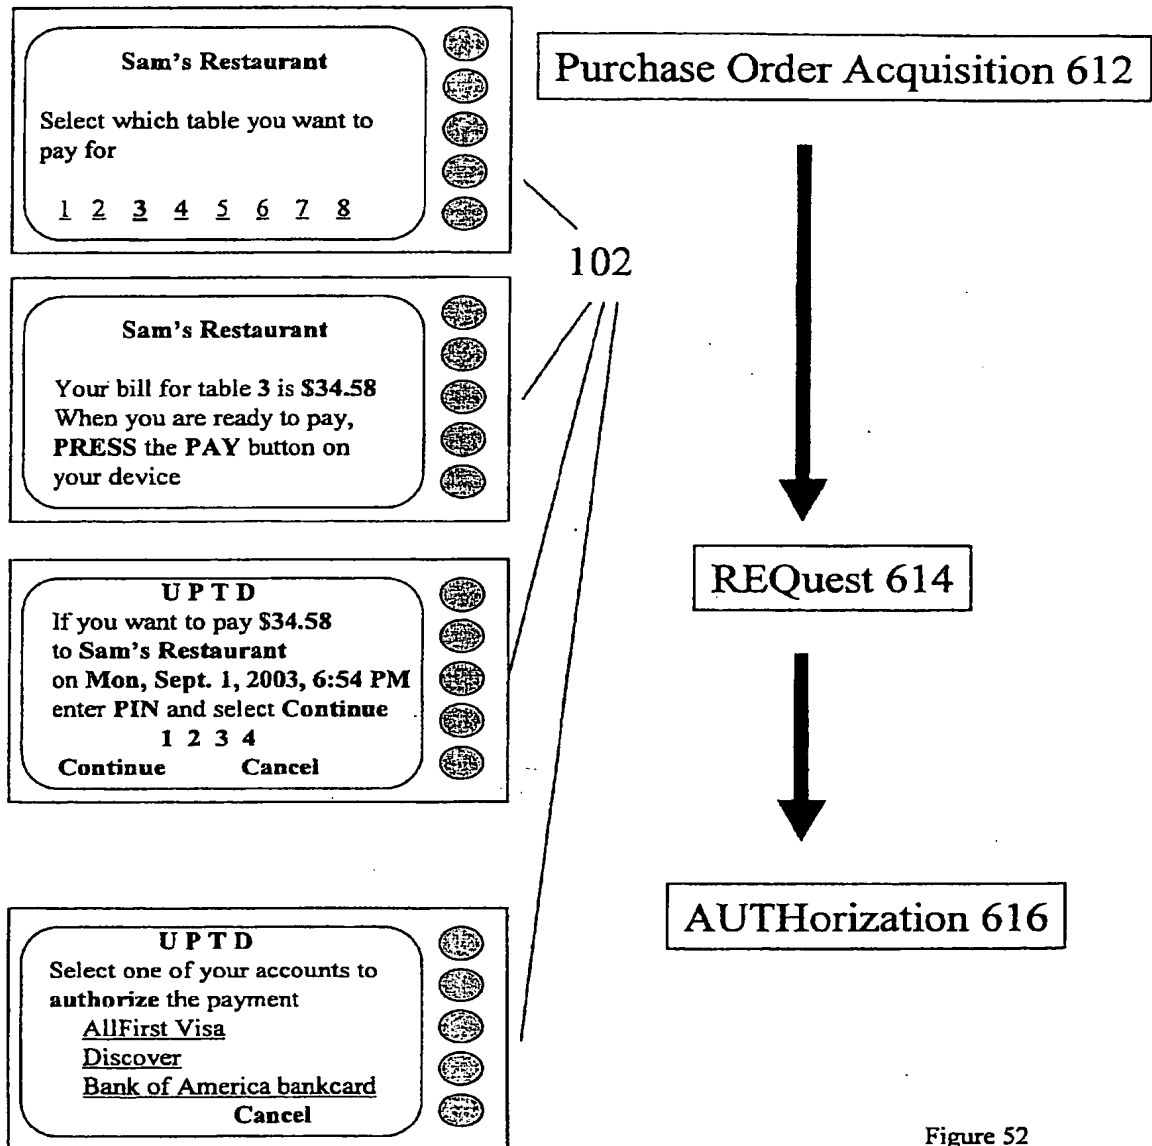 Sam's Restaurant
Select which table you want to
pay for
1 2 3 4 5 6 7 8
Sam's Restaurant
Your bill for table 3 is $34.58
When you are ready to pay,
PRESS the PAY button on
your device
U P T D
If you want to pay $34.58
to Sam's Restaurant
on Mon, Sept. 1, 2003, 6:54 PM
enter PIN and select Continue
1 2 3 4
Continue Cancel
U P T D
Select one of your accounts to
authorize the payment
AllFirst Visa
Discover
Bank of America bankcard
Cancel
102
Purchase Order Acquisition 612
REQuest 614
AUTHorization 616
Figure 52